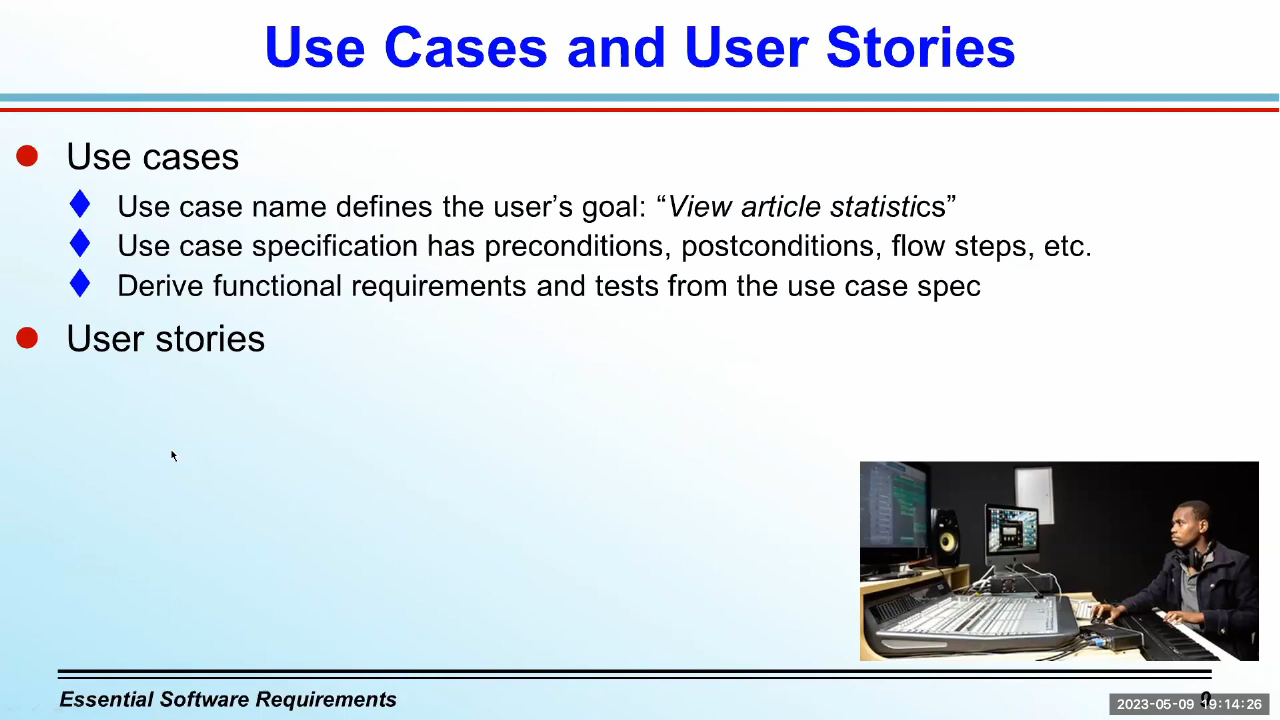 Use Cases and User Stories
Use cases
Use case name defines the user’s goal: “View article statistics”
Use case specification has preconditions, postconditions, flow steps, etc.
Derive functional requirements and tests from the use case spec
User stories
Essential Software Requirements
9
2023-05-09 19:14:26